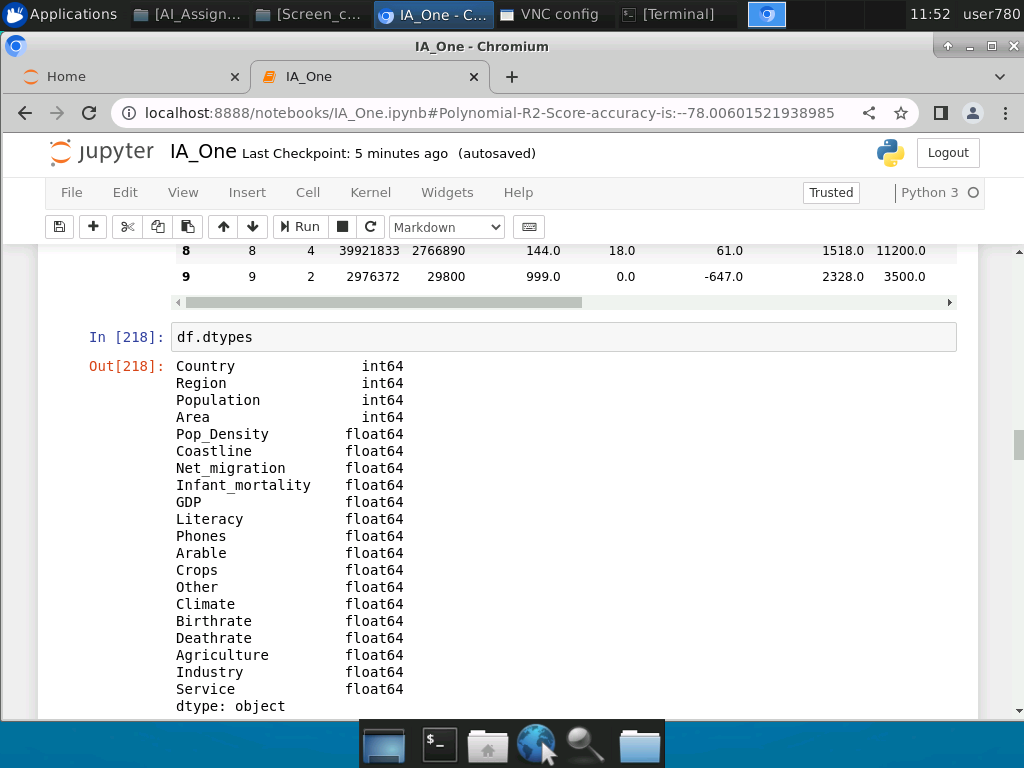 Applications [AI_Assign... [Screen_c... IA_One - C... VNC config [Terminal] 11:52 user780
IA_One - Chromium
Home IA_One
localhost:8888/notebooks/IA_One.ipynb#Polynomial-R2-Score-accuracy-is:--78.00601521938985
jupyter IA_One Last Checkpoint: 5 minutes ago (autosaved) Logout
File Edit View Insert Cell Kernel Widgets Help Trusted Python 3
Run Markdown
8 8 4 39921833 2766890 144.0 18.0 61.0 1518.0 11200.0
9 9 2 2976372 29800 999.0 0.0 -647.0 2328.0 3500.0
In [218]: df.dtypes
Out[218]: Country int64
Region int64
Population int64
Area int64
Pop_Density float64
Coastline float64
Net_migration float64
Infant_mortality float64
GDP float64
Literacy float64
Phones float64
Arable float64
Crops float64
Other float64
Climate float64
Birthrate float64
Deathrate float64
Agriculture float64
Industry float64
Service float64
dtype: object
$_